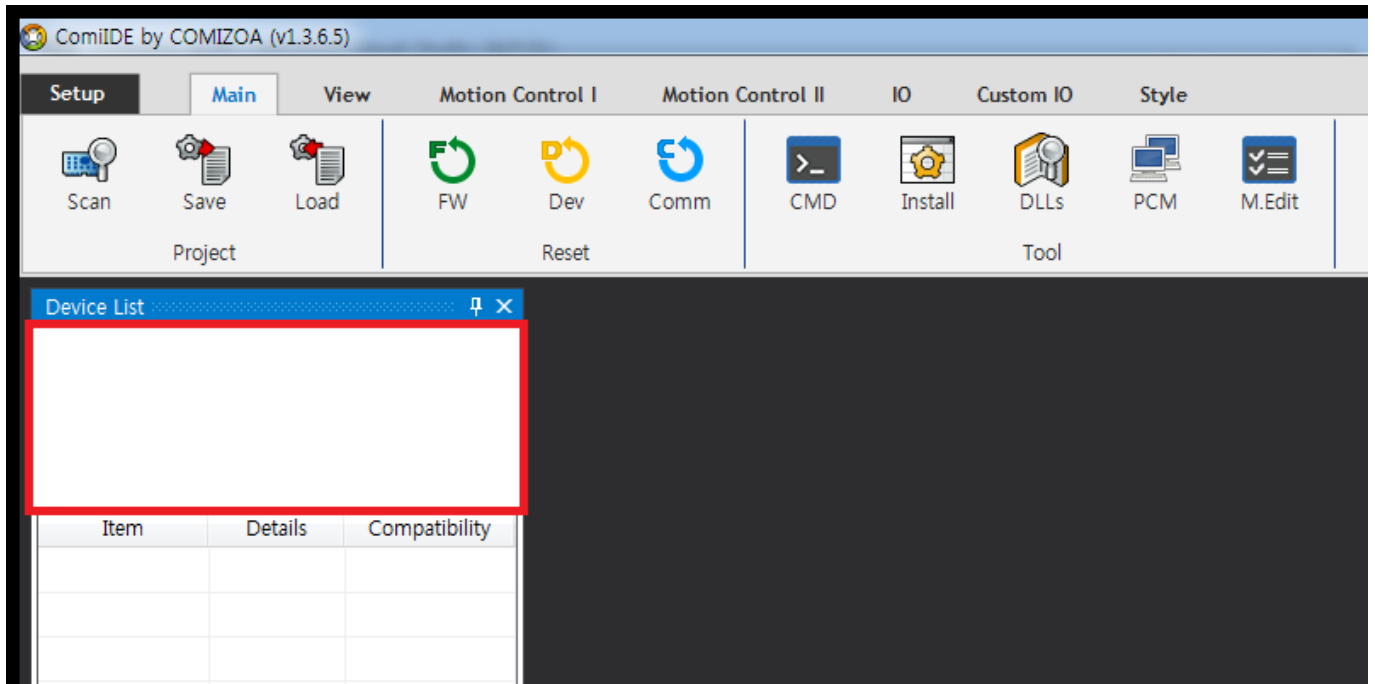 ComiIDE by COMIZOA (v1.3.6.5)
Setup Main View Motion Control I Motion Control II IO Custom IO Style
Scan Save Load FW Dev Comm CMD Install DLLs PCM M.Edit
Project Reset Tool
Device List
Item Details Compatibility